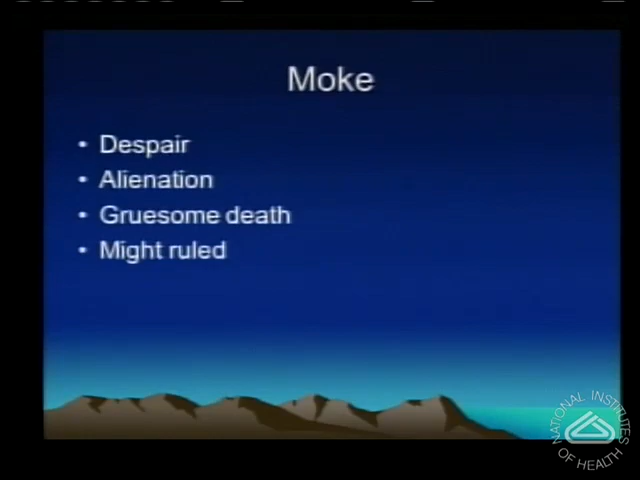 Moke
• Despair
• Alienation
• Gruesome death
• Might ruled
NATIONAL INSTITUTES
OF HEALTH